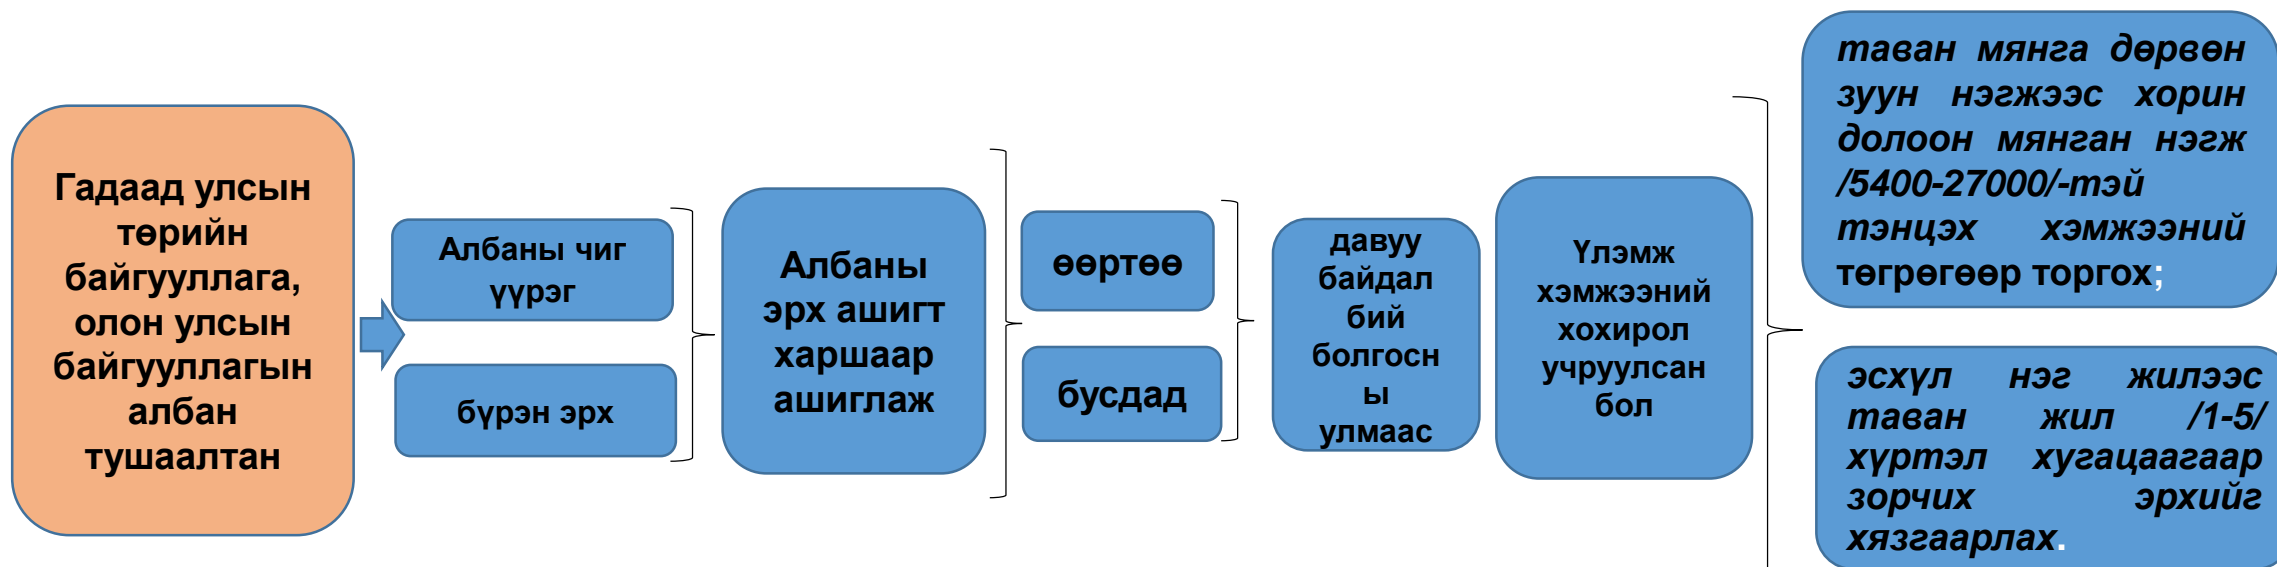 Гадаад улсын
төрийн
байгууллага,
олон улсын
байгууллагын
албан
тушаалтан
Албаны чиг
үүрэг
бүрэн эрх
Албаны
эрх ашигт
харшаар
ашиглаж
өөртөө
бусдад
давуу
байдал
бий
болгосн
ы
улмаас
Үлэмж
хэмжээний
хохирол
учруулсан
бол
таван мянга дөрвөн
зуун нэгжээс хорин
долоон мянган нэгж
/5400-27000/-тэй
тэнцэх хэмжээний
төгрөгөөр торгох;
эсхүл нэг жилээс
таван жил /1-5/
хүртэл хугацаагаар
зорчих эрхийг
хязгаарлах.